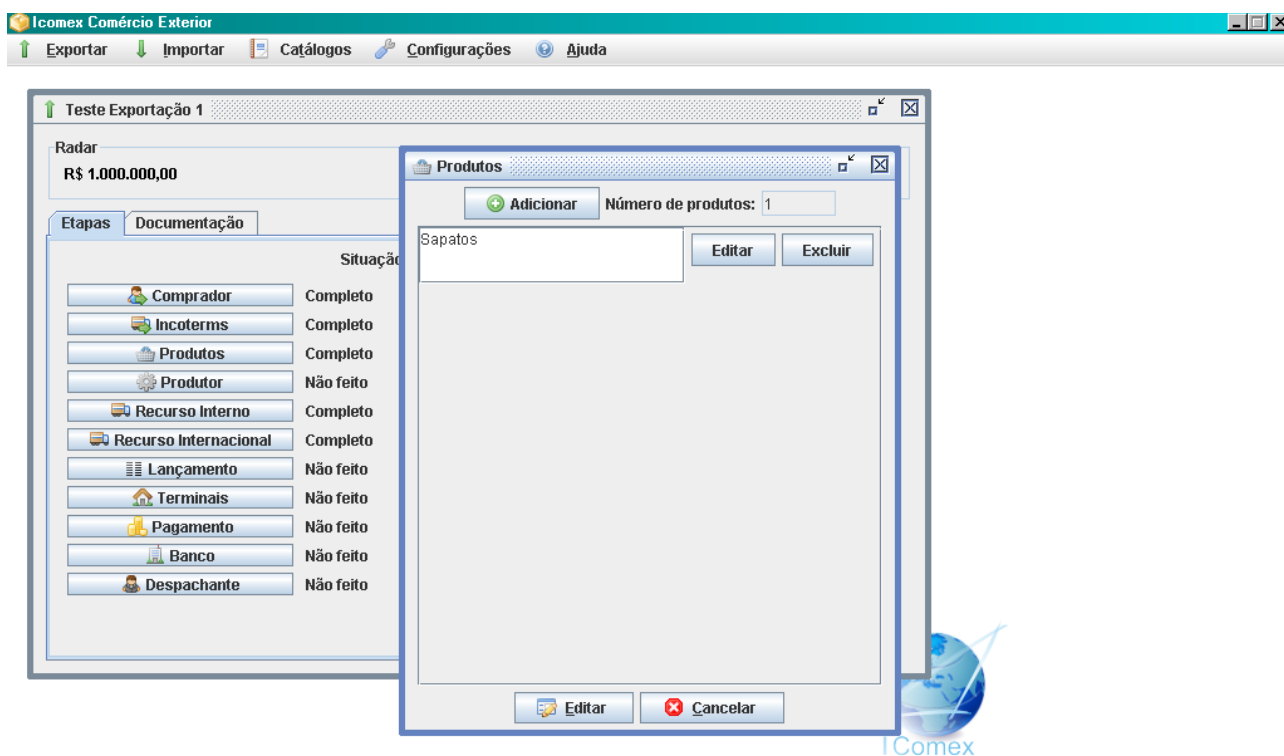 Icomex Comércio Exterior
Exportar Importar Catálogos Configurações Ajuda
Teste Exportação 1
Radar
R$ 1.000.000,00
Etapas Documentação
Situação
Comprador Completo
Incoterms Completo
Produtos Completo
Produtor Não feito
Recurso Interno Completo
Recurso Internacional Completo
Lançamento Não feito
Terminais Não feito
Pagamento Não feito
Banco Não feito
Despachante Não feito
Produtos
Adicionar Número de produtos: 1
Sapatos
Editar Excluir
Editar Cancelar
IComex